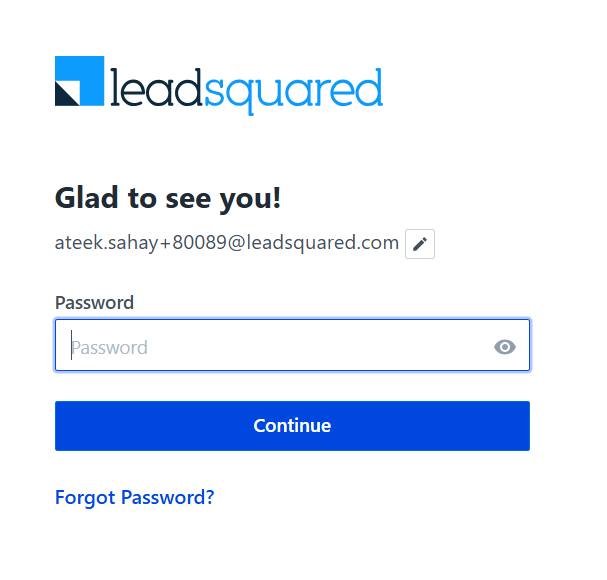 leadsquared
Glad to see you!
ateek.sahay+80089@leadsquared.com
Password
Password
Continue
Forgot Password?